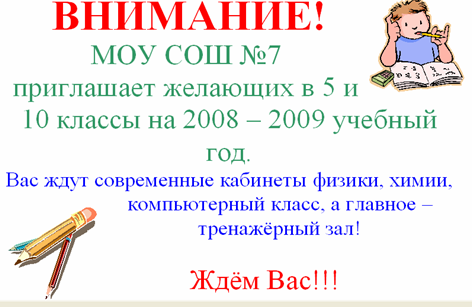 ВНИМАНИЕ!
МОУ СОШ №7
приглашает желающих в 5 и
10 классы на 2008 – 2009 учебный
год.
Вас ждут современные кабинеты физики, химии,
компьютерный класс, а главное –
тренажёрный зал!
Ждём Вас!!!